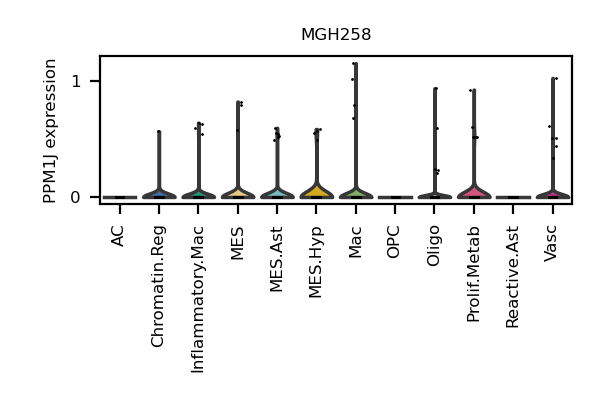 MGH258
PPM1J expression
1
0
AC
Chromatin.Reg
Inflammatory.Mac
MES
MES.Ast
MES.Hyp
Mac
OPC
Oligo
Prolif.Metab
Reactive.Ast
Vasc